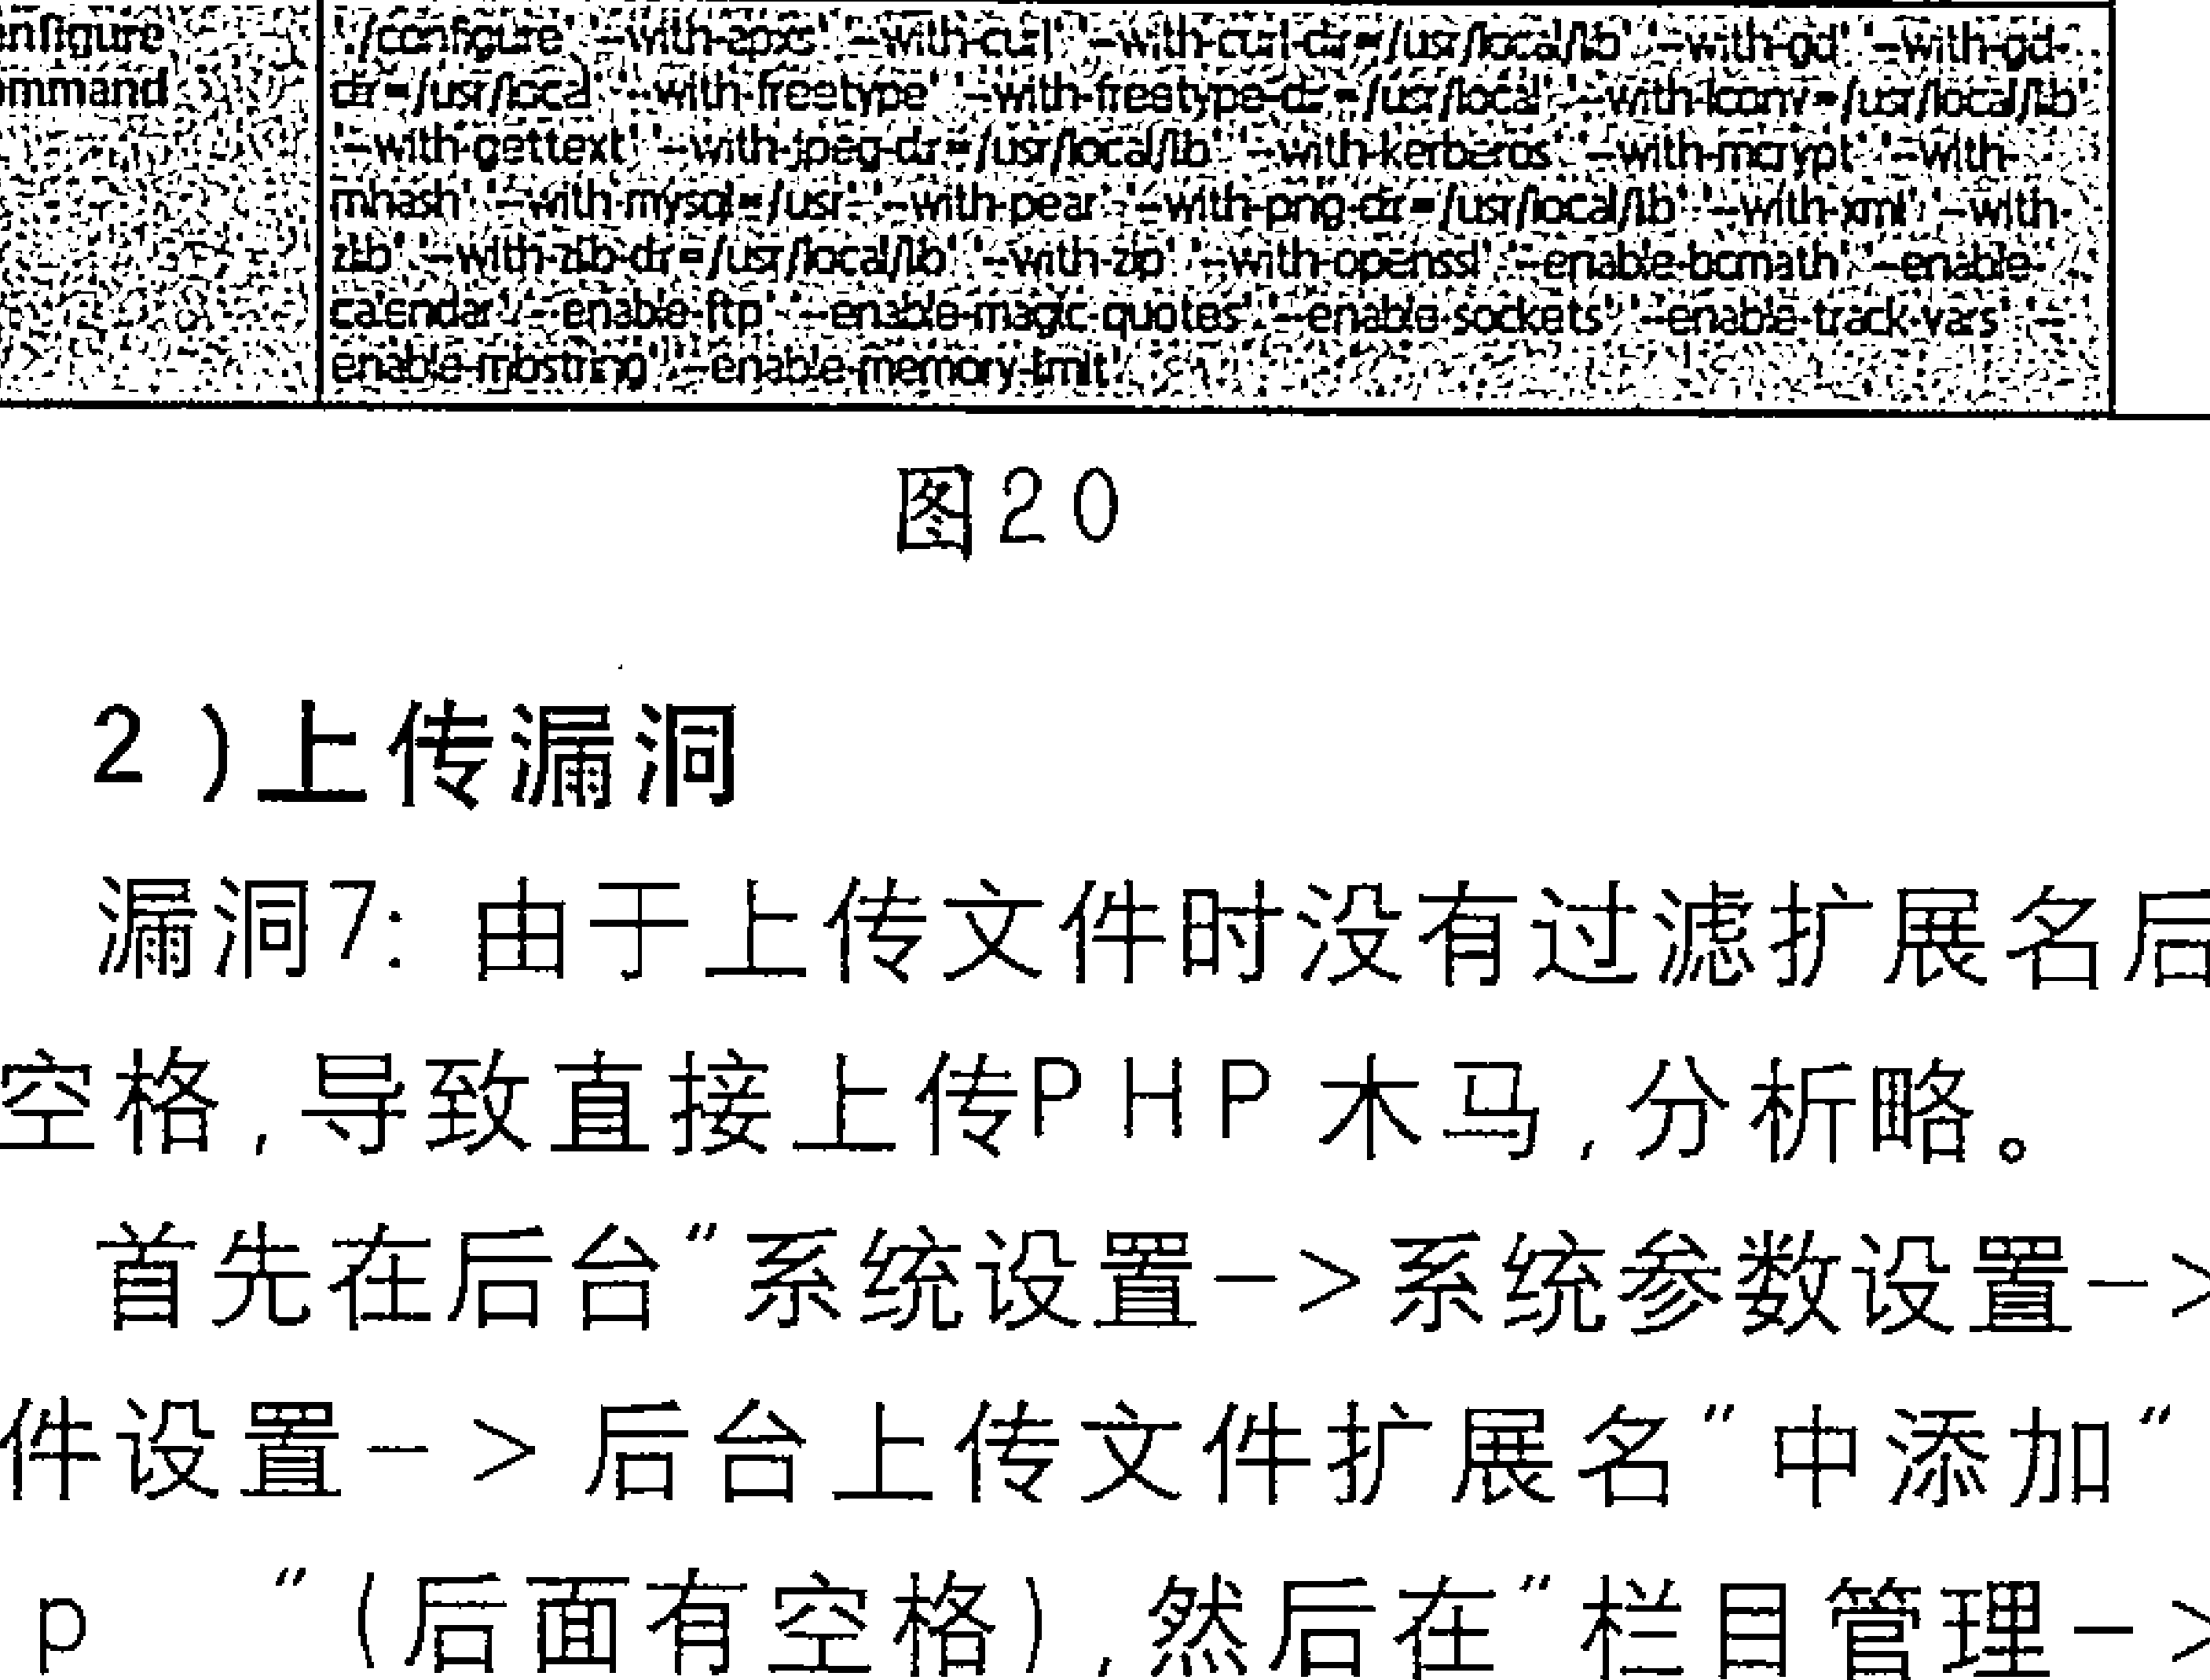 onfigure './configure' '--with-apxs' '--with-curl' '--with-curl-dir=/usr/local/lib' '--with-gd' '--with-gd-
ommand dir=/usr/local' '--with-freetype' '--with-freetype-dir=/usr/local' '--with-iconv=/usr/local/lib'
'--with-gettext' '--with-jpeg-dir=/usr/local/lib' '--with-kerberos' '--with-mcrypt' '--with-
mhash' '--with-mysql=/usr' '--with-pear' '--with-png-dir=/usr/local/lib' '--with-xml' '--with-
zlib' '--with-zlib-dir=/usr/local/lib' '--with-zip' '--with-openssl' '--enable-bcmath' '--enable-
calendar' '--enable-ftp' '--enable-magic-quotes' '--enable-sockets' '--enable-track-vars' '--
enable-mbstring' '--enable-memory-limit'
图20
2）上传漏洞
漏洞7: 由于上传文件时没有过滤扩展名后
空格,导致直接上传PHP木马,分析略。
首先在后台"系统设置->系统参数设置->
件设置->后台上传文件扩展名"中添加"
p "(后面有空格),然后在"栏目管理->